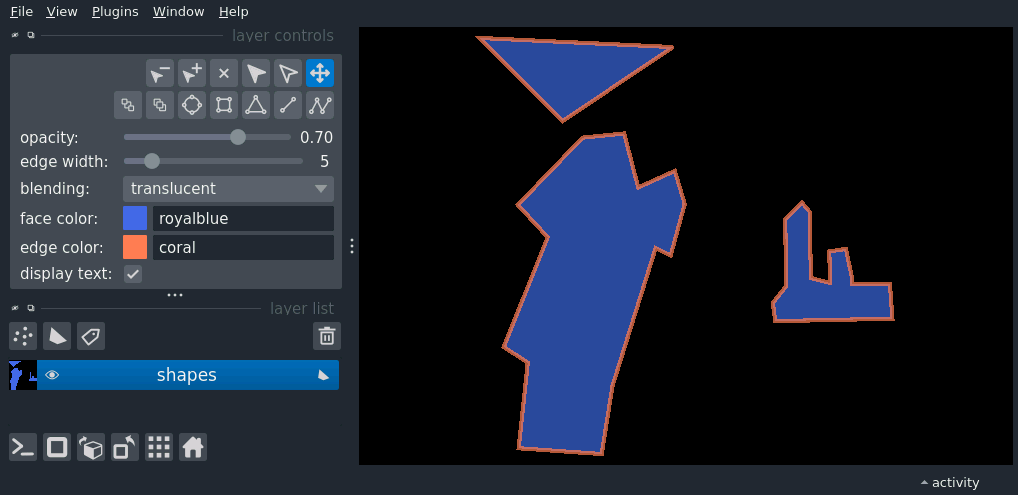 File View Plugins Window Help
layer controls
opacity: 0.70
edge width: 5
blending: translucent
face color: royalblue
edge color: coral
display text:
layer list
shapes
activity